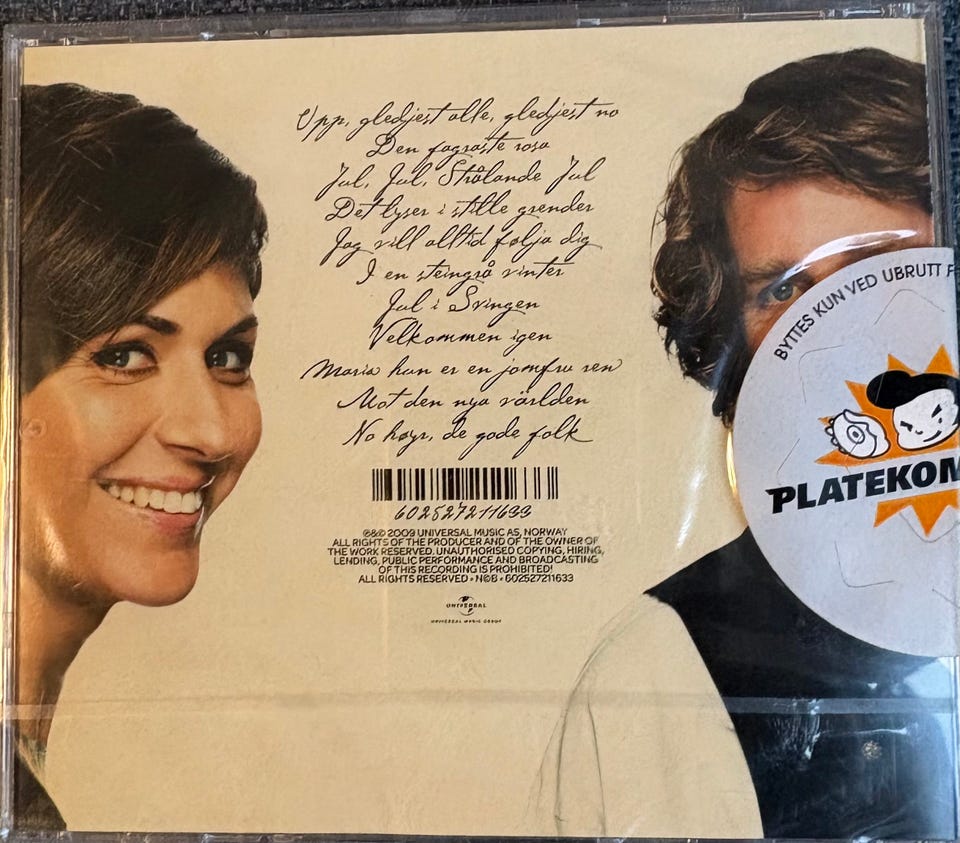 Upp, gledjest alle, gledjest no
Den fagraste rosa
Jul, Jul, Strålande Jul
Det lyser i stille grender
Jag vill alltid følja dig
I en steingrå vinter
Jul i Svingen
Velkommen igen
Maria hun er en jomfru ren
Mot den nya världen
No høyr, de gode folk
602527211633
℗&© 2009 UNIVERSAL MUSIC AS, NORWAY
ALL RIGHTS OF THE PRODUCER AND OF THE OWNER OF
THE WORK RESERVED. UNAUTHORISED COPYING, HIRING,
LENDING, PUBLIC PERFORMANCE AND BROADCASTING
OF THIS RECORDING IS PROHIBITED!
ALL RIGHTS RESERVED • N©B • 602527211633
UNIVERSAL
UNIVERSAL MUSIC GROUP
BYTTES KUN VED UBRUTT F
PLATEKOM